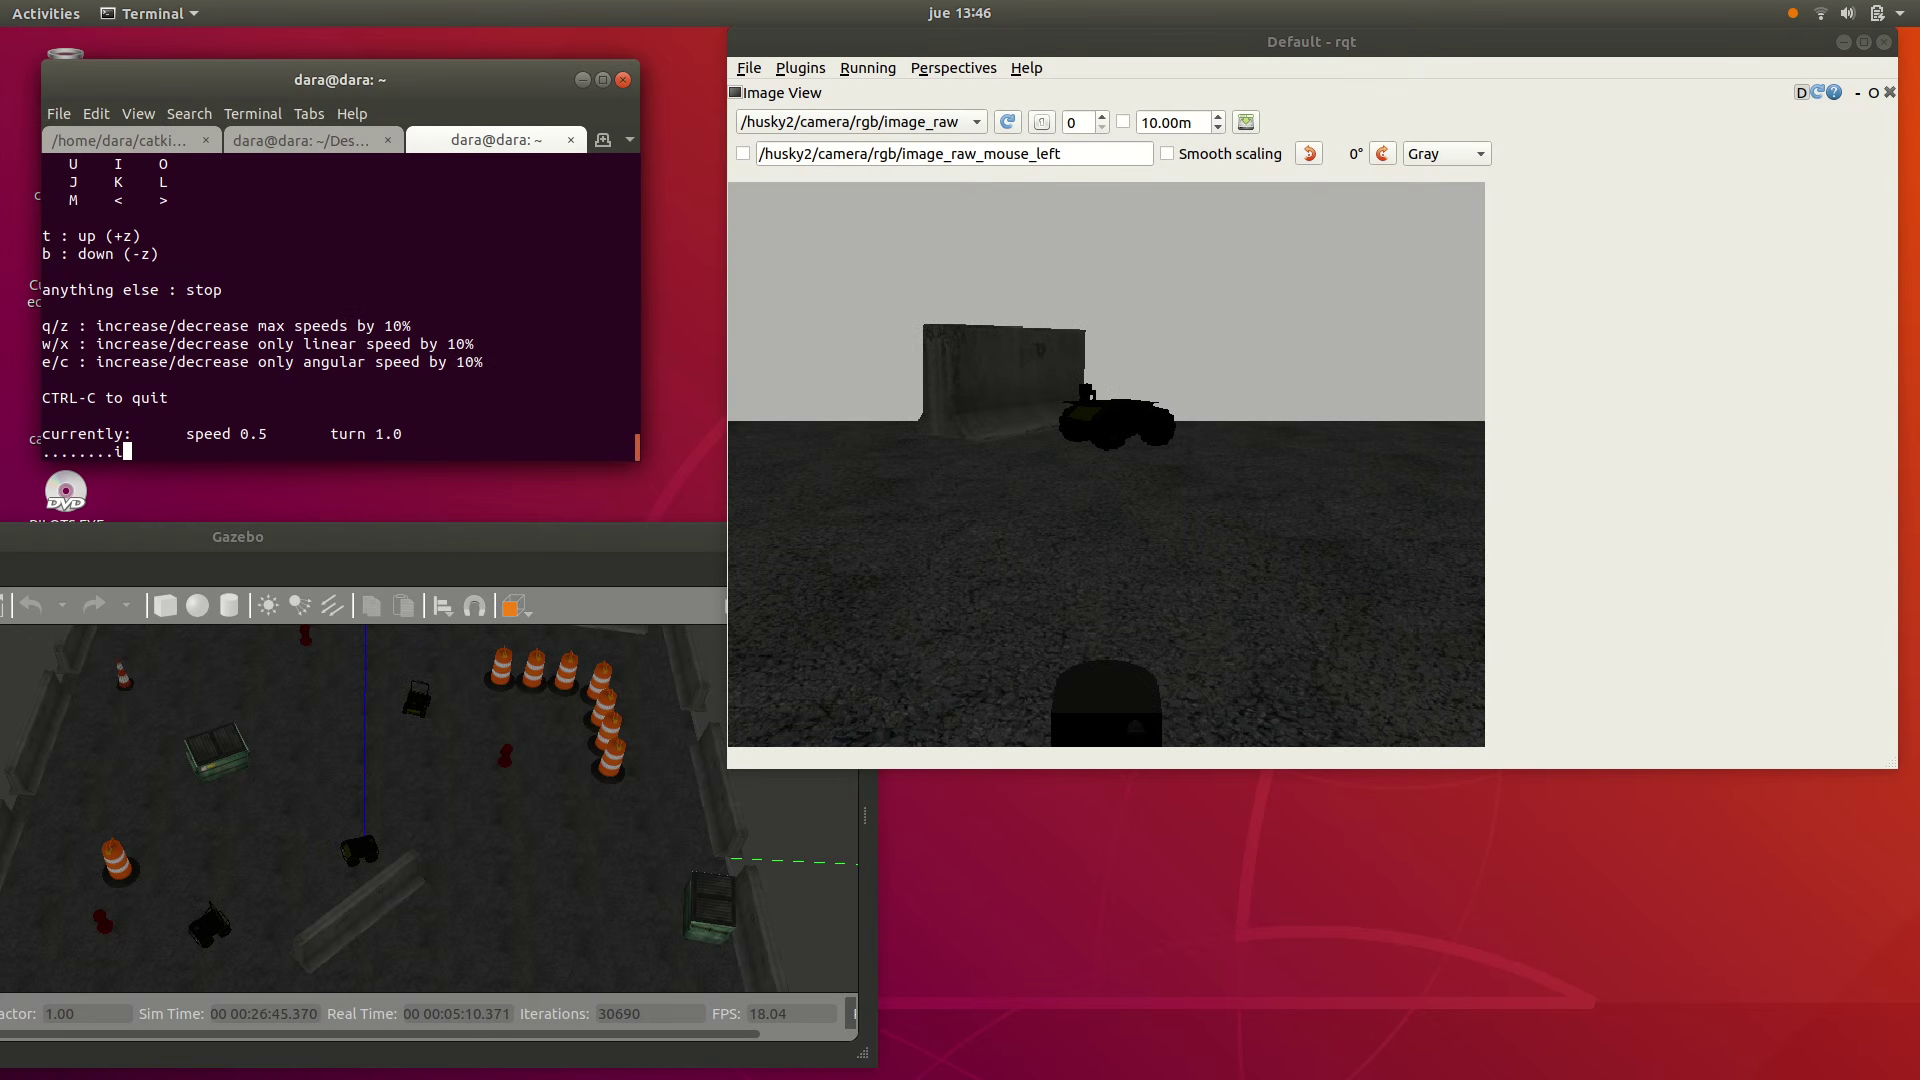 Activities
Terminal
jue 13:46
dara@dara: ~
File Edit View Search Terminal Tabs Help
/home/dara/catki...
dara@dara: ~/Des...
dara@dara: ~
U I O
J K L
M < >
t : up (+z)
b : down (-z)
anything else : stop
q/z : increase/decrease max speeds by 10%
w/x : increase/decrease only linear speed by 10%
e/c : increase/decrease only angular speed by 10%
CTRL-C to quit
currently: speed 0.5 turn 1.0
........i
DVD
Default - rqt
File Plugins Running Perspectives Help
Image View
D
- O
/husky2/camera/rgb/image_raw
0
10.00m
/husky2/camera/rgb/image_raw_mouse_left
Smooth scaling
0°
Gray
Gazebo
actor: 1.00 Sim Time: 00 00:26:45.370 Real Time: 00 00:05:10.371 Iterations: 30690 FPS: 18.04